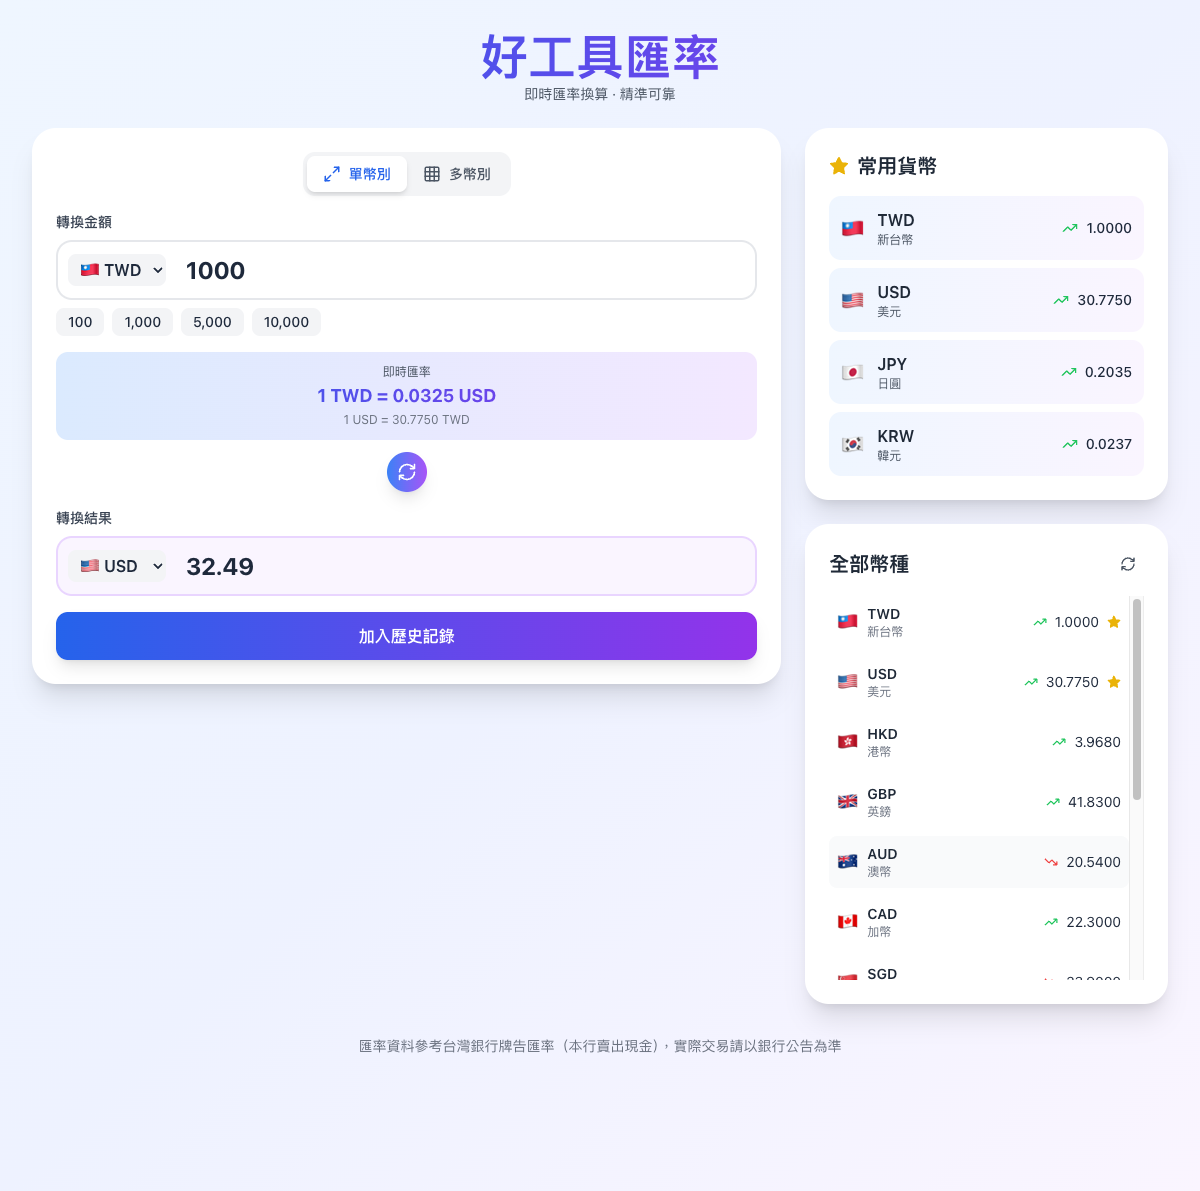 好工具匯率
即時匯率換算 · 精準可靠
單幣別
多幣別
轉換金額
TWD
1000
100
1,000
5,000
10,000
即時匯率
1 TWD = 0.0325 USD
1 USD = 30.7750 TWD
轉換結果
USD
32.49
加入歷史記錄
常用貨幣
TWD
1.0000
新台幣
USD
30.7750
美元
JPY
0.2035
日圓
KRW
0.0237
韓元
全部幣種
TWD
1.0000
新台幣
USD
30.7750
美元
HKD
3.9680
港幣
GBP
41.8300
英鎊
AUD
20.5400
澳幣
CAD
22.3000
加幣
SGD
匯率資料參考台灣銀行牌告匯率（本行賣出現金），實際交易請以銀行公告為準